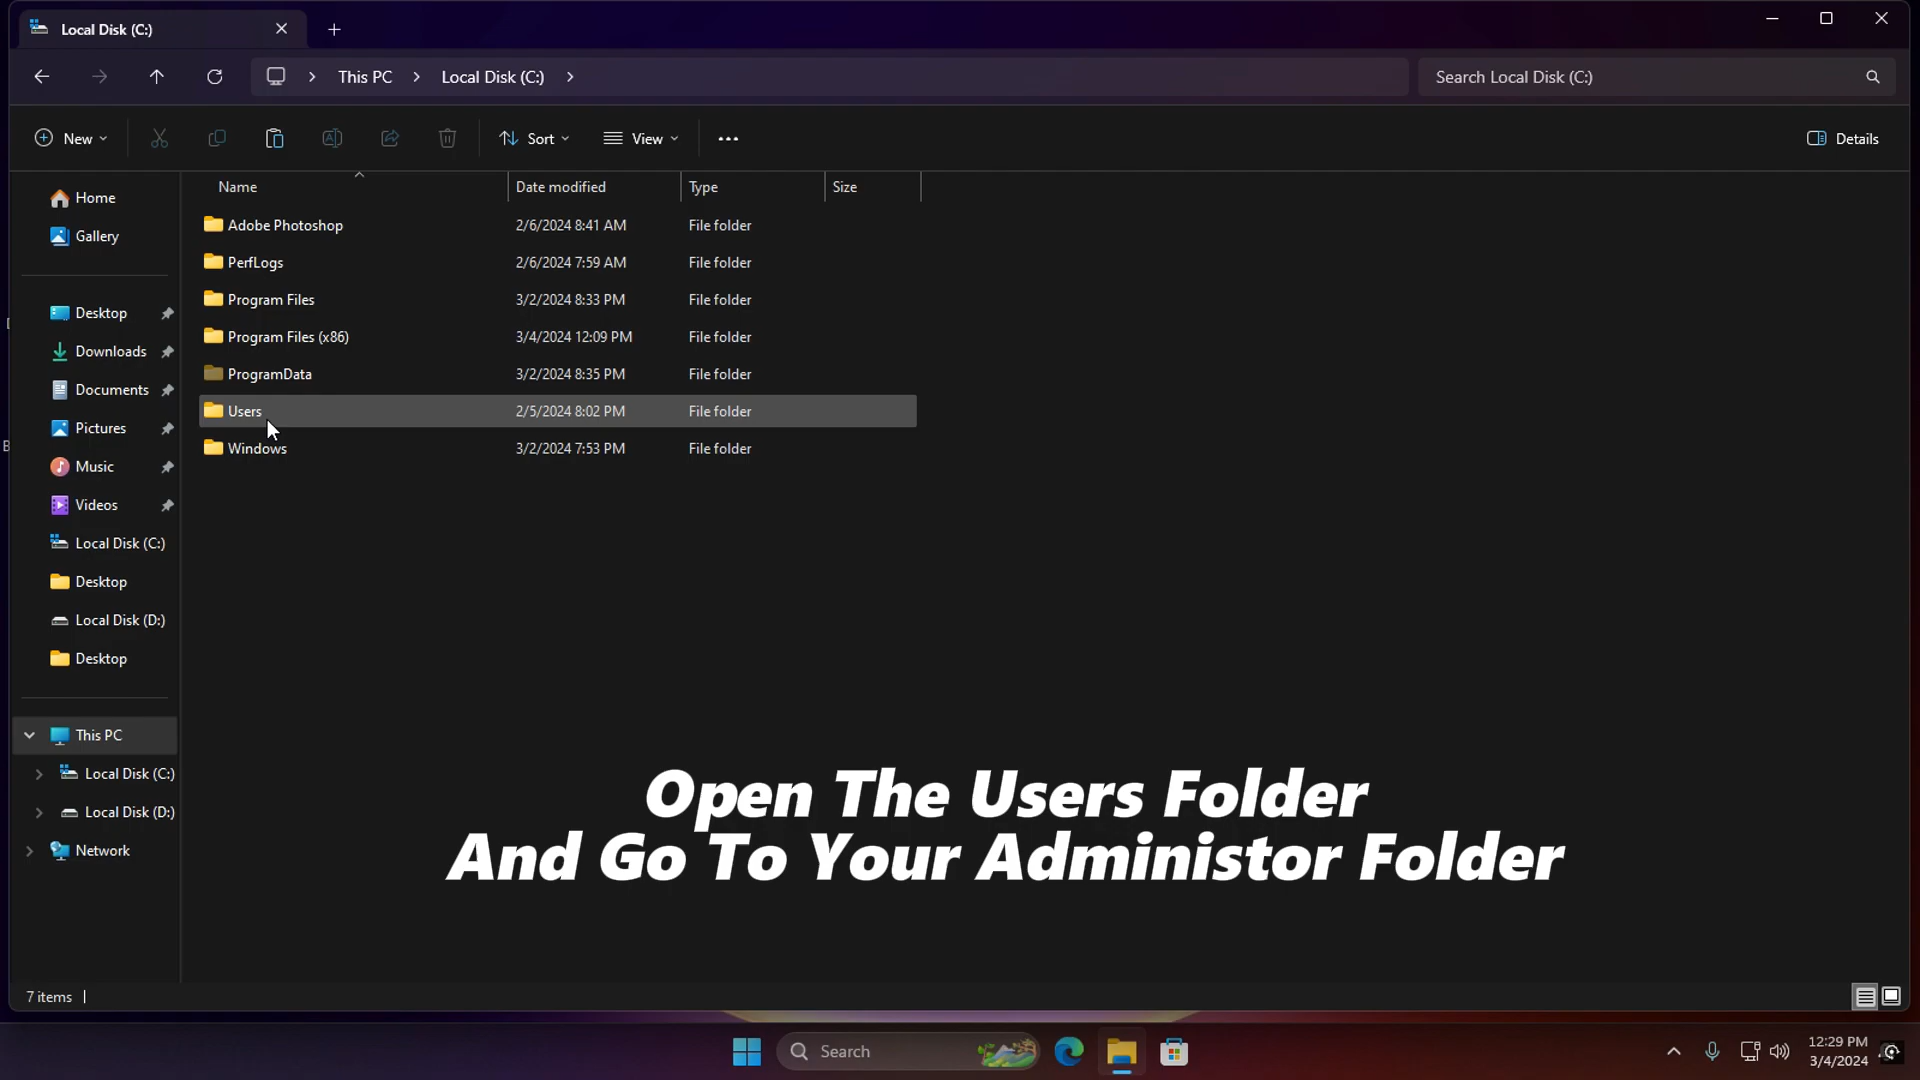 Local Disk (C:)
This PC
Local Disk (C:)
Search Local Disk (C:)
New
Sort
View
Details
Name Date modified Type Size
Adobe Photoshop 2/6/2024 8:41 AM File folder
PerfLogs 2/6/2024 7:59 AM File folder
Program Files 3/2/2024 8:33 PM File folder
Program Files (x86) 3/4/2024 12:09 PM File folder
ProgramData 3/2/2024 8:35 PM File folder
Users 2/5/2024 8:02 PM File folder
Windows 3/2/2024 7:53 PM File folder
Home
Gallery
Desktop
Downloads
Documents
Pictures
Music
Videos
Local Disk (C:)
Desktop
Local Disk (D:)
Desktop
This PC
Local Disk (C:)
Local Disk (D:)
Network
Open The Users Folder
And Go To Your Administor Folder
7 items
Search
12:29 PM
3/4/2024